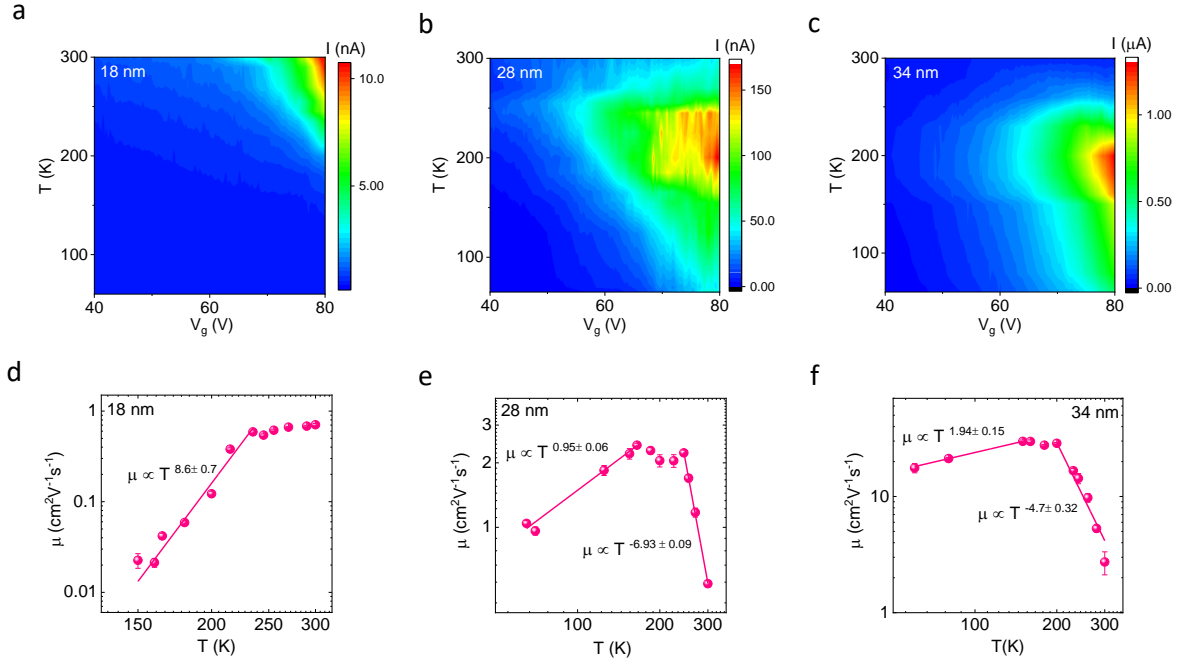 a
b
c
I (nA)
I (nA)
I (μA)
18 nm
28 nm
34 nm
300
200
100
T (K)
10.0
5.00
40
60
80
V_g (V)
300
200
100
T (K)
150
100
50.0
0.00
40
60
80
V_g (V)
300
200
100
T (K)
1.00
0.00
40
60
80
V_g (V)
d
e
f
18 nm
μ ∝ T^8.6± 0.7
1
0.1
0.01
μ (cm²V⁻¹s⁻¹)
150
200
250
300
T (K)
28 nm
μ ∝ T^0.95± 0.06
μ ∝ T^-6.93 ± 0.09
3
2
1
μ (cm²V⁻¹s⁻¹)
100
200
300
T (K)
34 nm
μ ∝ T^1.94± 0.15
μ ∝ T^-4.7± 0.32
10
1
μ (cm²V⁻¹s⁻¹)
100
200
300
T(K)